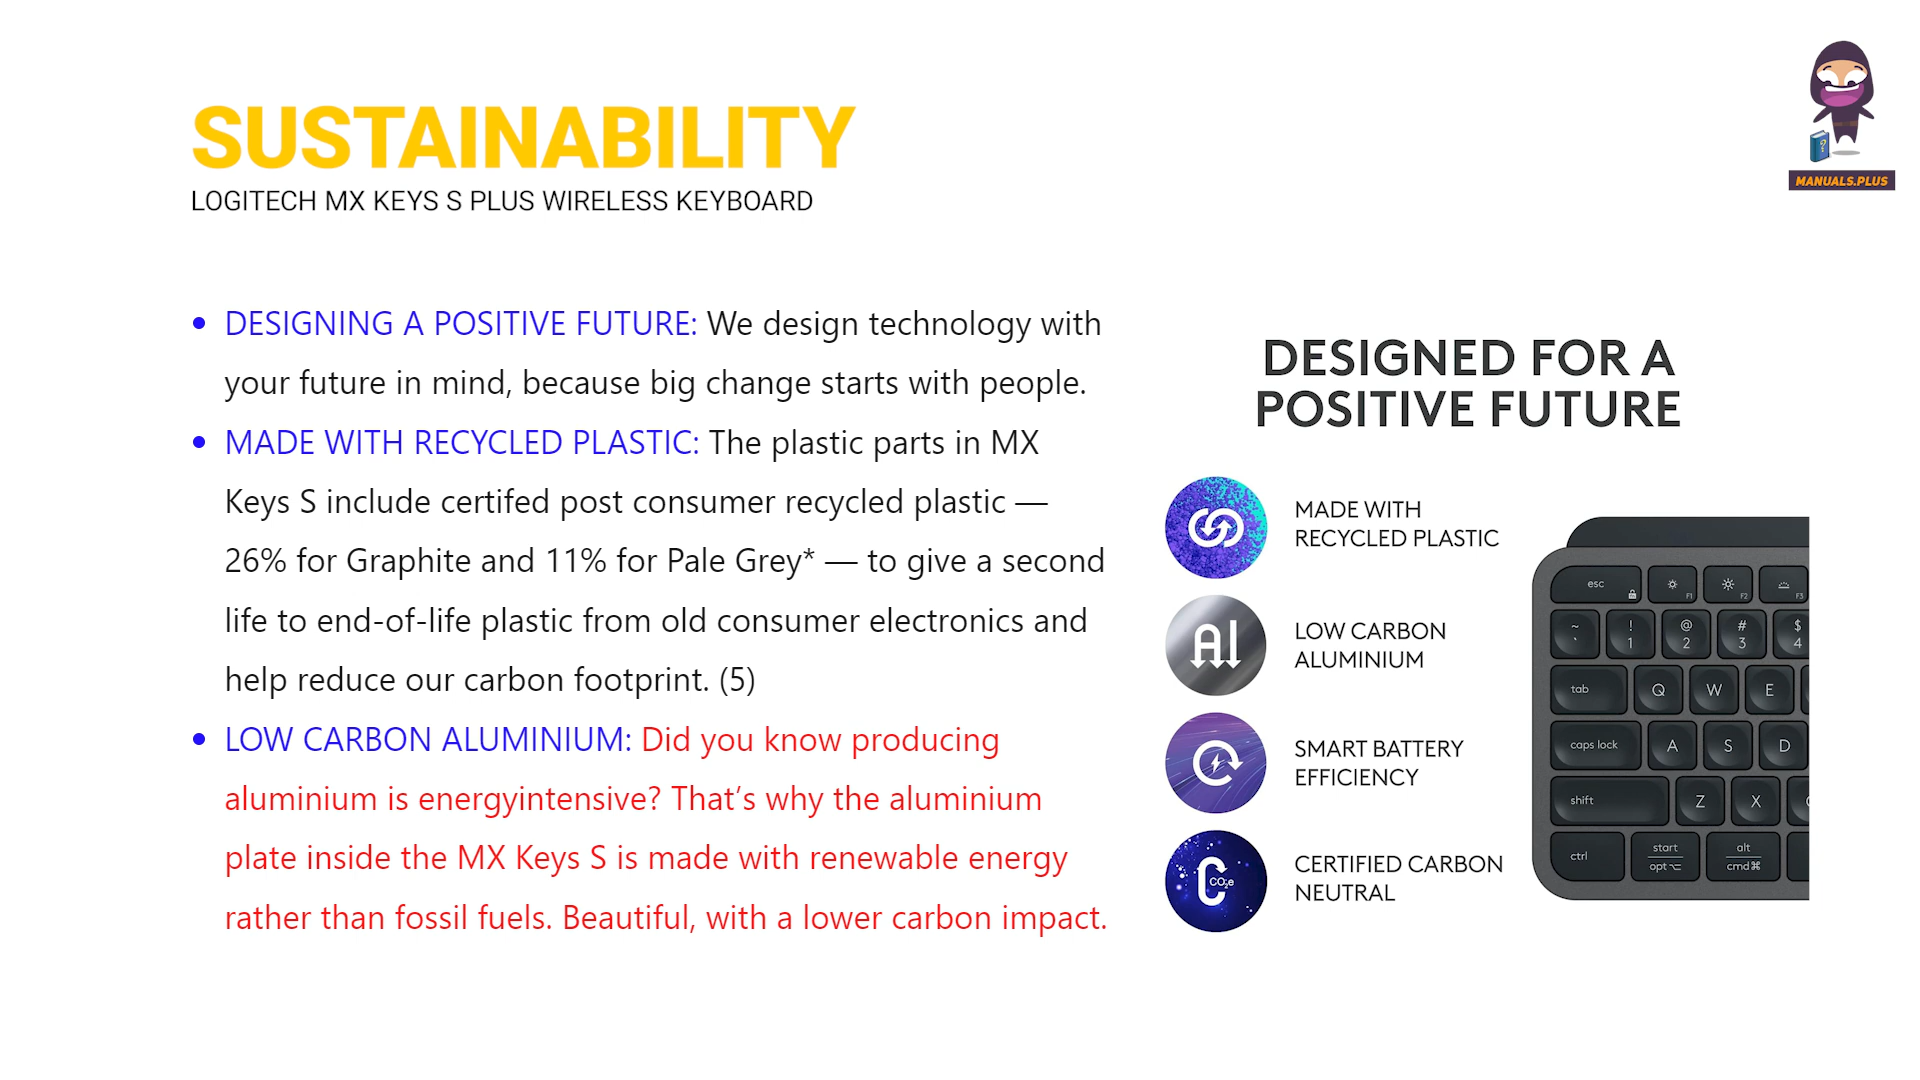 SUSTAINABILITY
LOGITECH MX KEYS S PLUS WIRELESS KEYBOARD
MANUALS.PLUS
• DESIGNING A POSITIVE FUTURE: We design technology with
your future in mind, because big change starts with people.
• MADE WITH RECYCLED PLASTIC: The plastic parts in MX
Keys S include certifed post consumer recycled plastic —
26% for Graphite and 11% for Pale Grey* — to give a second
life to end-of-life plastic from old consumer electronics and
help reduce our carbon footprint. (5)
• LOW CARBON ALUMINIUM: Did you know producing
aluminium is energyintensive? That’s why the aluminium
plate inside the MX Keys S is made with renewable energy
rather than fossil fuels. Beautiful, with a lower carbon impact.
DESIGNED FOR A
POSITIVE FUTURE
MADE WITH
RECYCLED PLASTIC
Al
LOW CARBON
ALUMINIUM
SMART BATTERY
EFFICIENCY
CO₂e
CERTIFIED CARBON
NEUTRAL
esc F1 F2 F3
~ ! @ # $
` 1 2 3 4
tab Q W E
caps lock A S D
shift Z X
ctrl start alt
opt ⌥ cmd ⌘